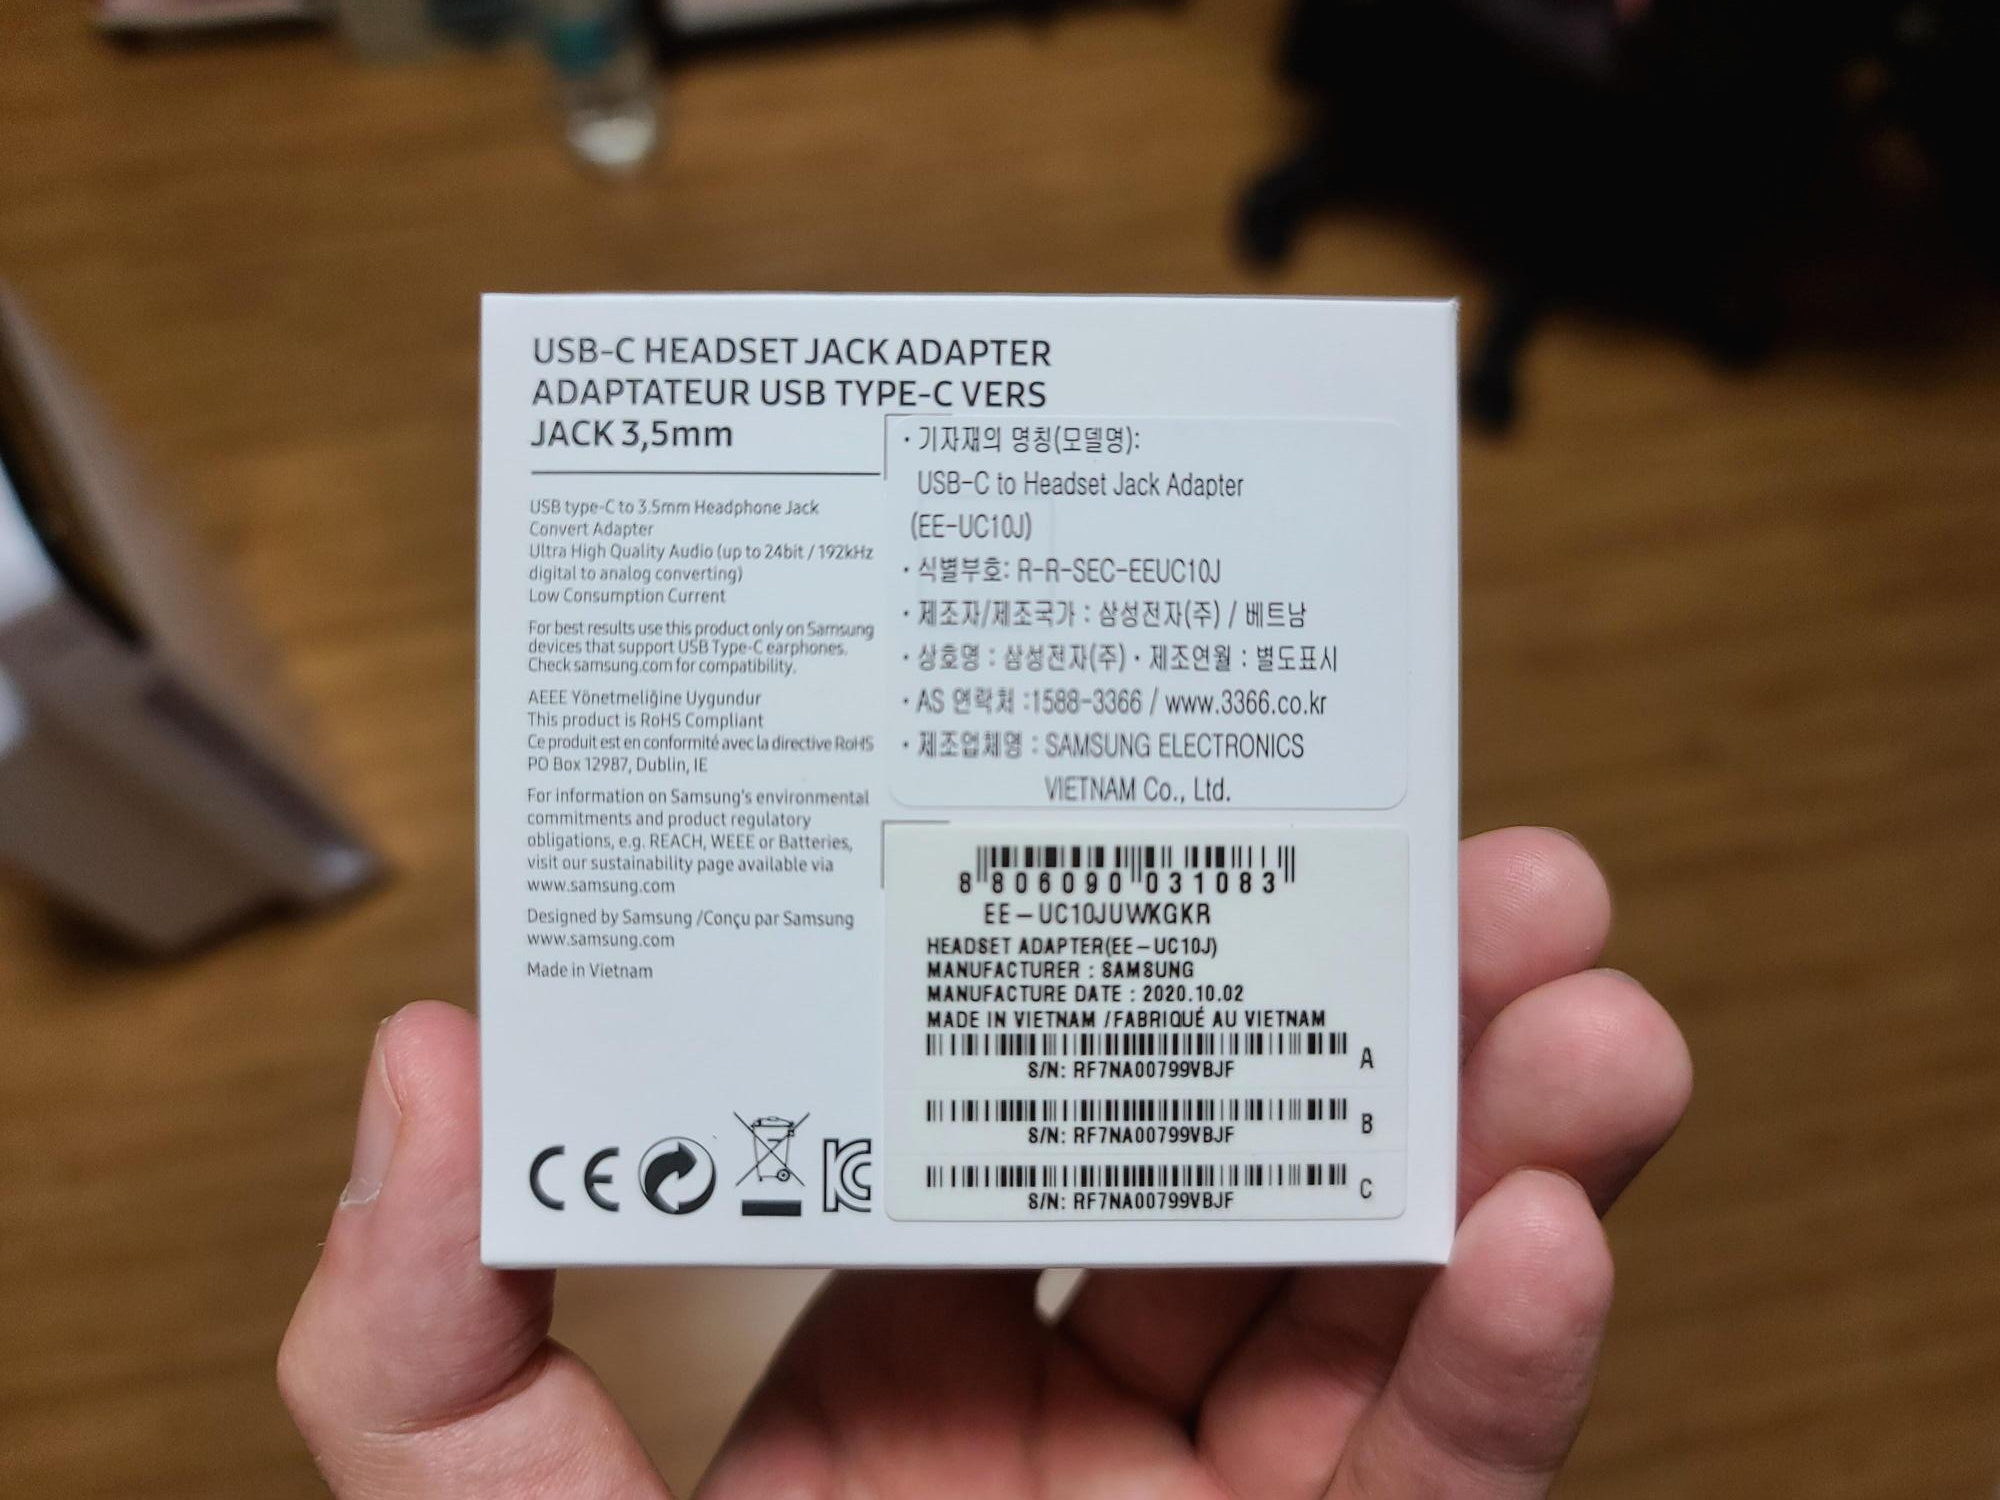 USB-C HEADSET JACK ADAPTER
ADAPTATEUR USB TYPE-C VERS
JACK 3,5mm
USB type-C to 3.5mm Headphone Jack
Convert Adapter
Ultra High Quality Audio (up to 24bit / 192kHz
digital to analog converting)
Low Consumption Current
For best results use this product only on Samsung
devices that support USB Type-C earphones.
Check samsung.com for compatibility.
AEEE Yönetmeliğine Uygundur
This product is RoHS Compliant
Ce produit est en conformité avec la directive RoHS
PO Box 12987, Dublin, IE
For information on Samsung's environmental
commitments and product regulatory
obligations, e.g. REACH, WEEE or Batteries,
visit our sustainability page available via
www.samsung.com
Designed by Samsung /Conçu par Samsung
www.samsung.com
Made in Vietnam
· 기자재의 명칭(모델명):
USB-C to Headset Jack Adapter
(EE-UC10J)
· 식별부호: R-R-SEC-EEUC10J
· 제조자/제조국가 : 삼성전자(주) / 베트남
· 상호명 : 삼성전자(주) · 제조연월 : 별도표시
· AS 연락처 :1588-3366 / www.3366.co.kr
· 제조업체명 : SAMSUNG ELECTRONICS
VIETNAM Co., Ltd.
8 806090 031083
EE-UC10JUWKGKR
HEADSET ADAPTER(EE-UC10J)
MANUFACTURER : SAMSUNG
MANUFACTURE DATE : 2020.10.02
MADE IN VIETNAM /FABRIQUÉ AU VIETNAM
A
S/N: RF7NA00799VBJF
B
S/N: RF7NA00799VBJF
C
S/N: RF7NA00799VBJF